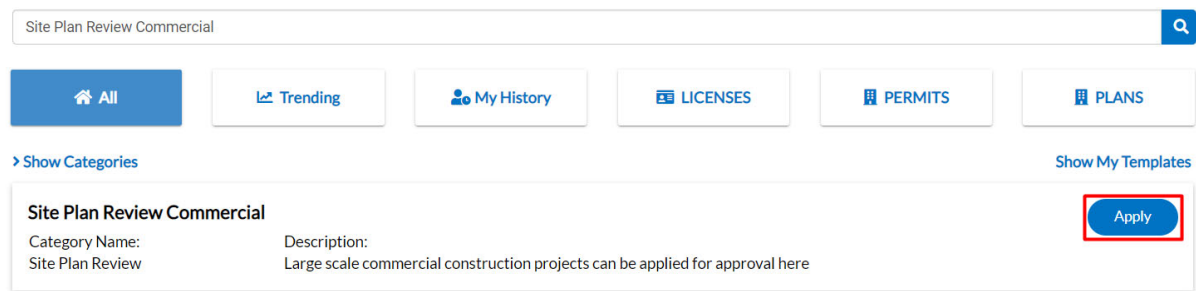 Site Plan Review Commercial
All
Trending
My History
LICENSES
PERMITS
PLANS
Show Categories
Show My Templates
Site Plan Review Commercial
Apply
Category Name:
Description:
Site Plan Review
Large scale commercial construction projects can be applied for approval here